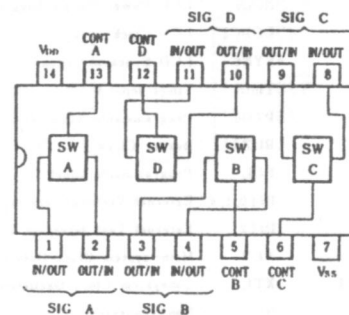 SIG D SIG C
CONT A CONT D
VDD IN/OUT OUT/IN OUT/IN IN/OUT
14 13 12 11 10 9 8
SW A SW D SW B SW C
1 2 3 4 5 6 7
IN/OUT OUT/IN OUT/IN IN/OUT CONT B CONT C VSS
SIG A SIG B